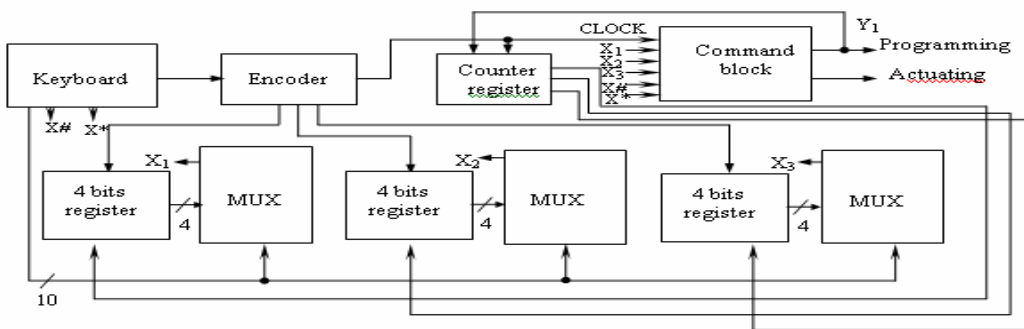 Y1
CLOCK
Programming
X1
Command
block
X2
Keyboard
Encoder
Counter
register
X3
Actuating
X#
X*
X#
X*
X1
X2
X3
4 bits
register
MUX
4 bits
register
MUX
4 bits
register
MUX
4
4
4
10